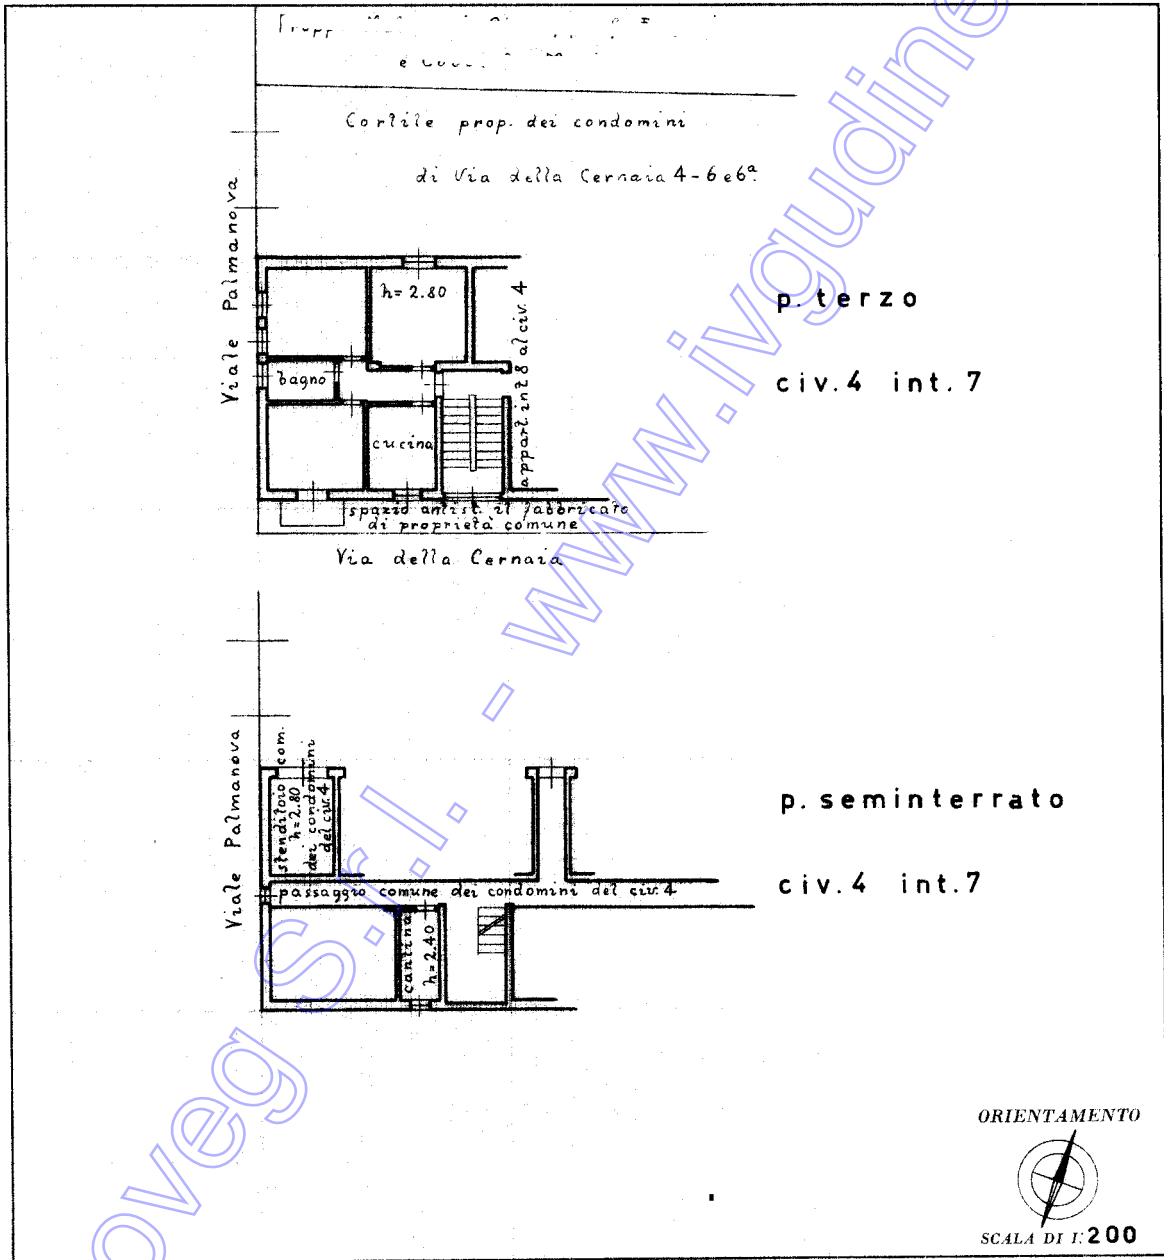 Cortile prop. dei condomini
di Via della Cernaia 4-6 e 6ª
Viale Palmanova
h= 2.80
bagno
cucina
appart. int. 8 al civ. 4
spazio antist. il fabbricato
di proprietà comune
Via della Cernaia
p. terzo
civ. 4 int. 7
Viale Palmanova
stenditoio com.
h= 2.80
dei condomini
del civ. 4
passaggio comune dei condomini del civ. 4
cantina
h= 2.40
p. seminterrato
civ. 4 int. 7
ORIENTAMENTO
SCALA DI 1: 200
oveg S.r.l. - www.ivgudine